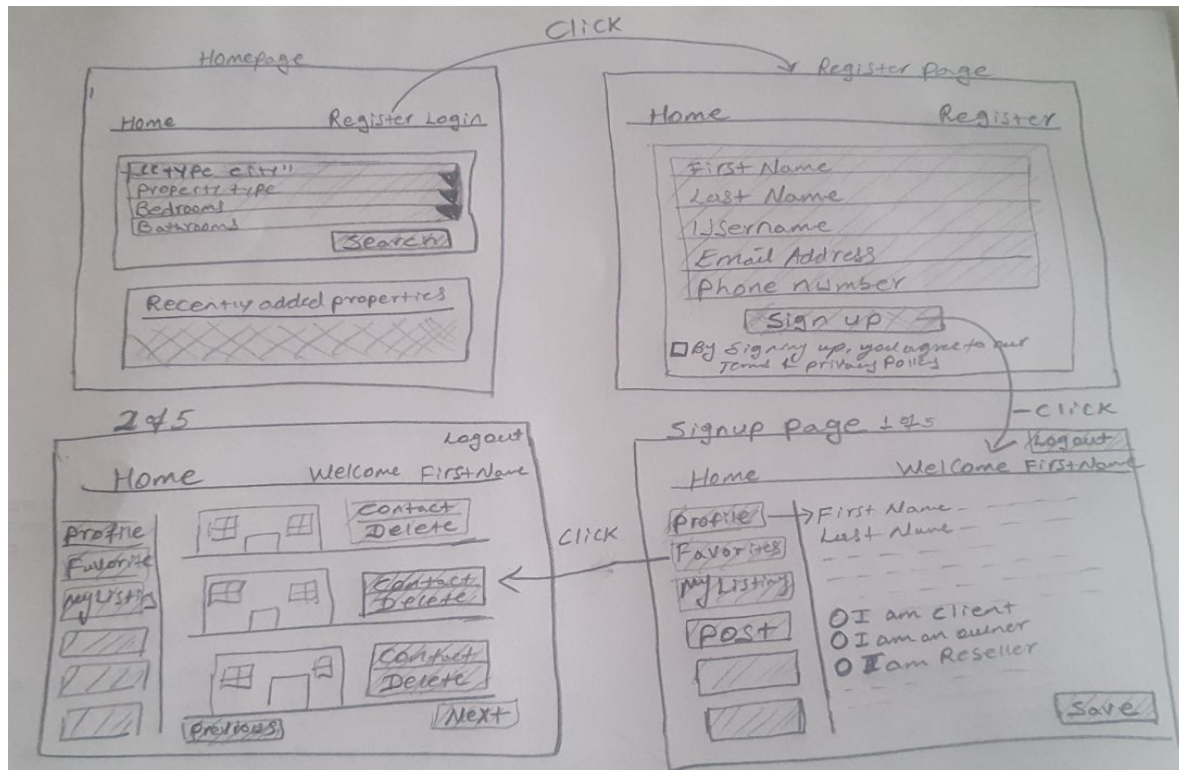 Click
Homepage
Home
Register Login
"type city"
Property type
Bedrooms
Bathrooms
Search
Recently added properties
Register page
Home
Register
First Name
Last Name
Username
Email Address
Phone number
Sign up
By Signing up, you agree to our
Terms & privacy Policy
Click
2 of 5
Logout
Home
Welcome FirstName
Profile
Favorite
My Listing
Contact
Delete
Contact
Delete
Contact
Delete
Previous
Next
Click
Signup page 1 of 5
Logout
Home
Welcome FirstName
Profile
Favorites
My Listing
Post
First Name
Last Name
I am Client
I am an owner
I am Reseller
Save